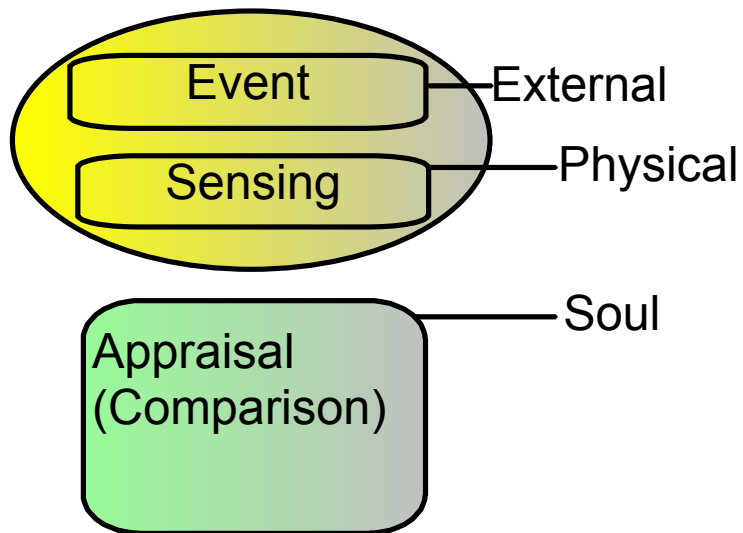 Event
External
Sensing
Physical
Soul
Appraisal
(Comparison)